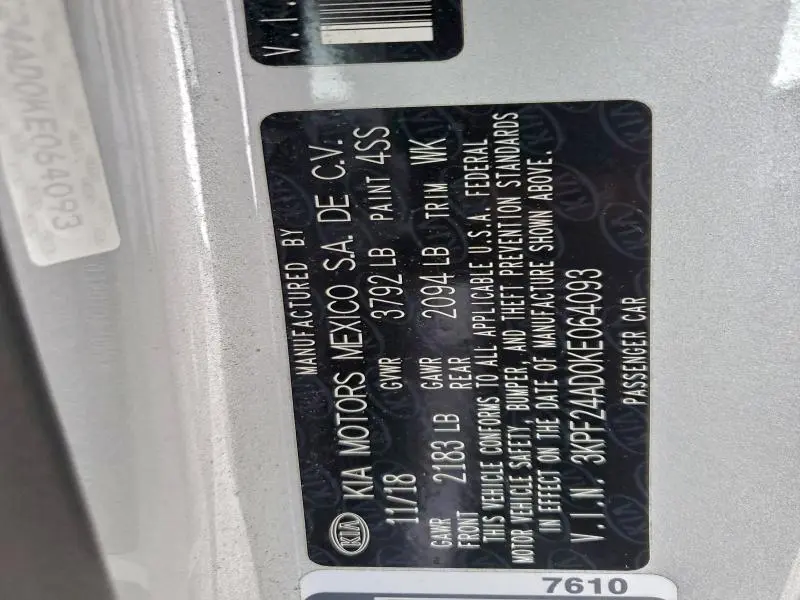 V.I.
24AD0KE064093
MANUFACTURED BY
KIA KIA MOTORS MEXICO S.A. DE C.V.
11/18 GVWR 3792 LB PAINT 4SS
GAWR FRONT 2183 LB GAWR REAR 2094 LB TRIM WK
THIS VEHICLE CONFORMS TO ALL APPLICABLE U.S.A. FEDERAL
MOTOR VEHICLE SAFETY, BUMPER, AND THEFT PREVENTION STANDARDS
IN EFFECT ON THE DATE OF MANUFACTURE SHOWN ABOVE.
V.I.N. 3KPF24AD0KE064093
PASSENGER CAR
7610